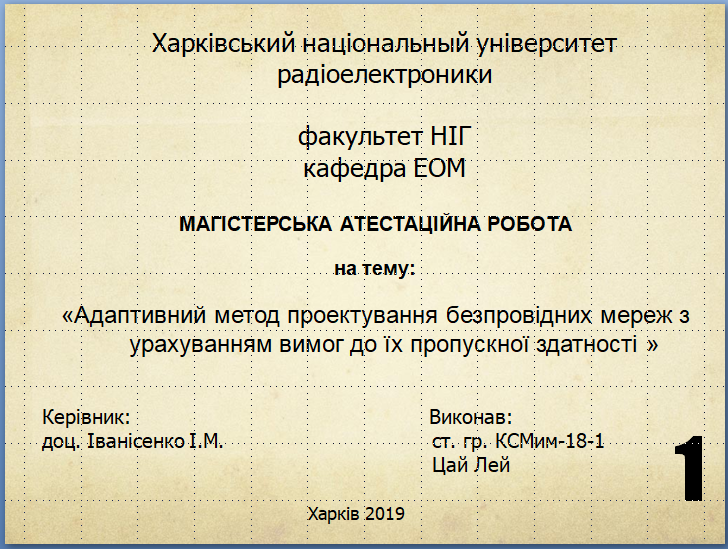 Харківський національный університет
радіоелектроники
факультет НІГ
кафедра ЕОМ
МАГІСТЕРСЬКА АТЕСТАЦІЙНА РОБОТА
на тему:
«Адаптивний метод проектування безпровідних мереж з
урахуванням вимог до їх пропускної здатності »
Керівник:
доц. Іванісенко І.М.
Виконав:
ст. гр. КСМим-18-1
Цай Лей
1
Харків 2019